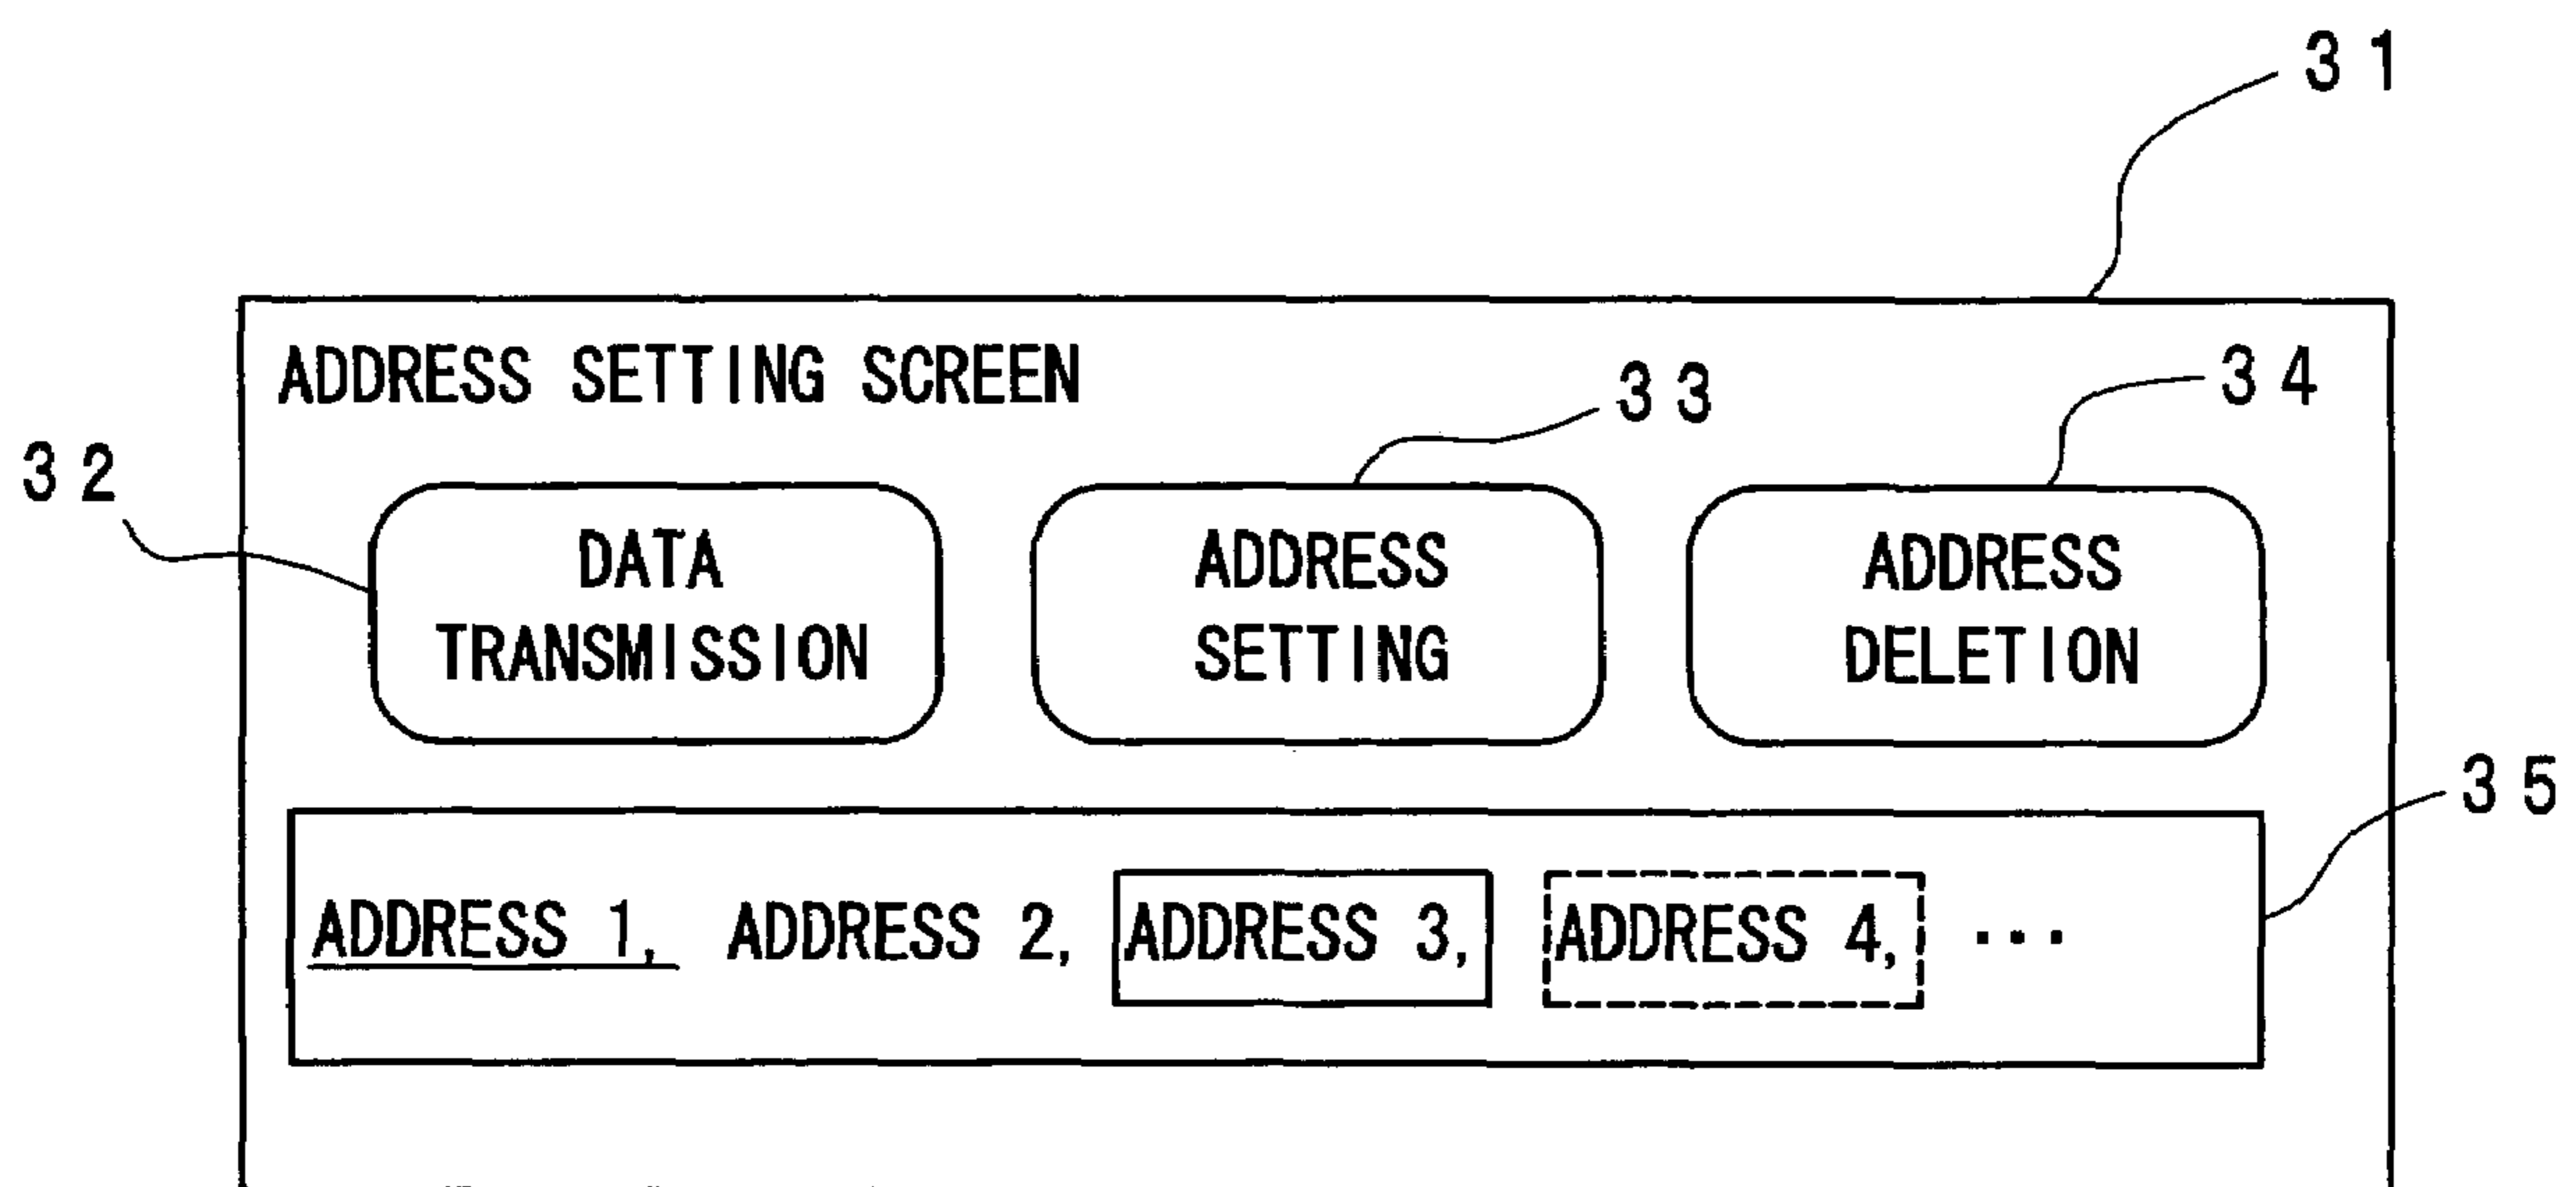 31
ADDRESS SETTING SCREEN
33
34
32
DATA
TRANSMISSION
ADDRESS
SETTING
ADDRESS
DELETION
35
ADDRESS 1, ADDRESS 2, ADDRESS 3, ADDRESS 4, ...